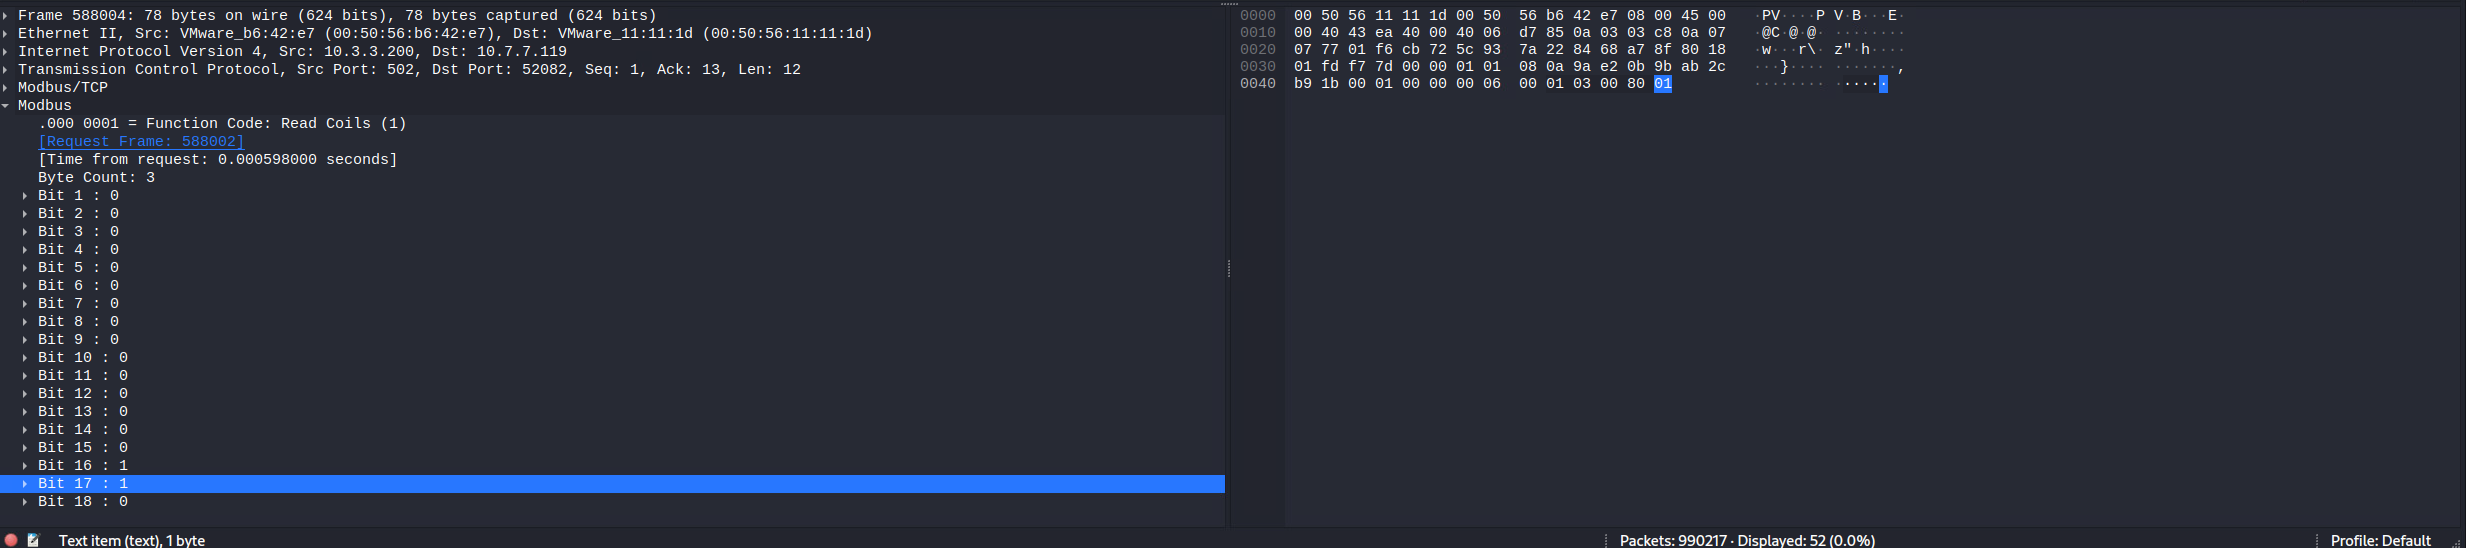 Frame 588004: 78 bytes on wire (624 bits), 78 bytes captured (624 bits)
Ethernet II, Src: VMware_b6:42:e7 (00:50:56:b6:42:e7), Dst: VMware_11:11:1d (00:50:56:11:11:1d)
Internet Protocol Version 4, Src: 10.3.3.200, Dst: 10.7.7.119
Transmission Control Protocol, Src Port: 502, Dst Port: 52082, Seq: 1, Ack: 13, Len: 12
Modbus/TCP
Modbus
.000 0001 = Function Code: Read Coils (1)
[Request Frame: 588002]
[Time from request: 0.000598000 seconds]
Byte Count: 3
Bit 1 : 0
Bit 2 : 0
Bit 3 : 0
Bit 4 : 0
Bit 5 : 0
Bit 6 : 0
Bit 7 : 0
Bit 8 : 0
Bit 9 : 0
Bit 10 : 0
Bit 11 : 0
Bit 12 : 0
Bit 13 : 0
Bit 14 : 0
Bit 15 : 0
Bit 16 : 1
Bit 17 : 1
Bit 18 : 0
0000 00 50 56 11 11 1d 00 50 56 b6 42 e7 08 00 45 00 ·PV····P V·B···E·
0010 00 40 43 ea 40 00 40 06 d7 85 0a 03 03 c8 0a 07 ·@C·@·@· ········
0020 07 77 01 f6 cb 72 5c 93 7a 22 84 68 a7 8f 80 18 ·w···r\· z"·h····
0030 01 fd f7 7d 00 00 01 01 08 0a 9a e2 0b 9b ab 2c ···}···· ·······,
0040 b9 1b 00 01 00 00 00 06 00 01 03 00 80 01 ········ ······
Text item (text), 1 byte
Packets: 990217 · Displayed: 52 (0.0%)
Profile: Default